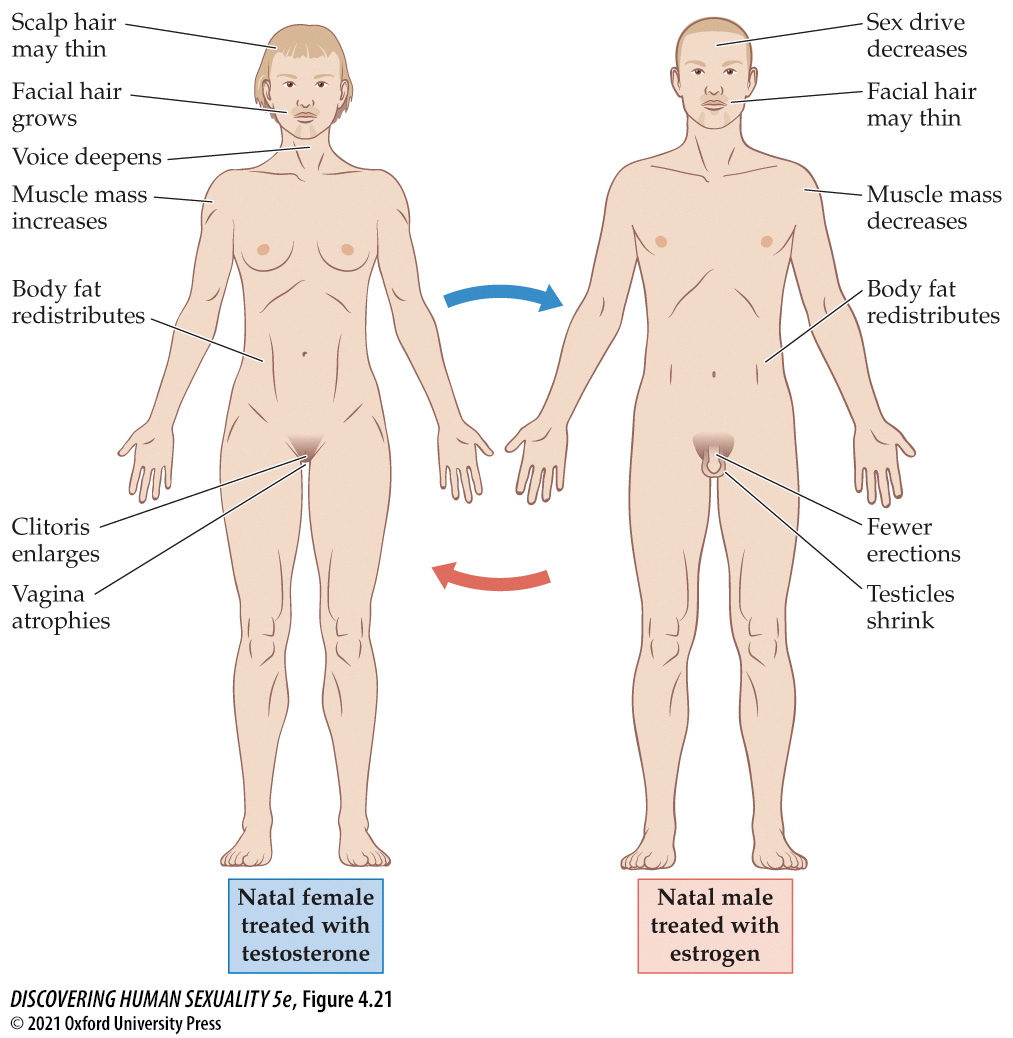 Scalp hair
may thin
Facial hair
grows
Voice deepens
Muscle mass
increases
Body fat
redistributes
Clitoris
enlarges
Vagina
atrophies
Sex drive
decreases
Facial hair
may thin
Muscle mass
decreases
Body fat
redistributes
Fewer
erections
Testicles
shrink
Natal female
treated with
testosterone
Natal male
treated with
estrogen
DISCOVERING HUMAN SEXUALITY 5e, Figure 4.21
© 2021 Oxford University Press